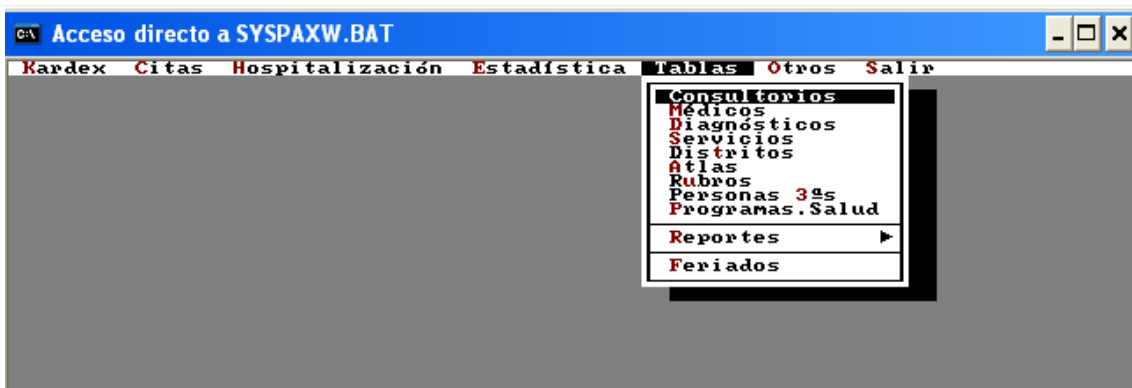 Acceso directo a SYSPAXW.BAT
Kardex Citas Hospitalización Estadística Tablas Otros Salir
Consultorios
Médicos
Diagnósticos
Servicios
Distritos
Atlas
Rubros
Personas 3ªs
Programas.Salud
Reportes
Feriados